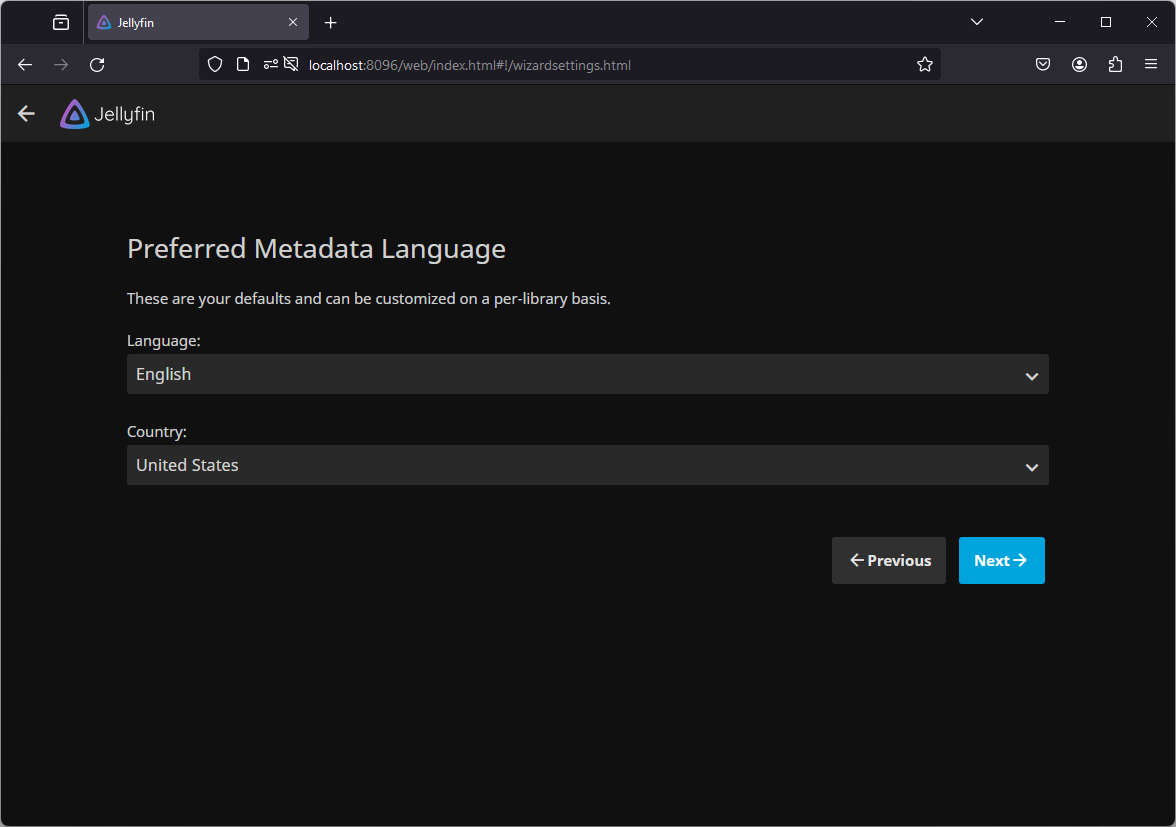 Jellyfin
localhost:8096/web/index.html#!/wizardsettings.html
Jellyfin
Preferred Metadata Language
These are your defaults and can be customized on a per-library basis.
Language:
English
Country:
United States
Previous Next